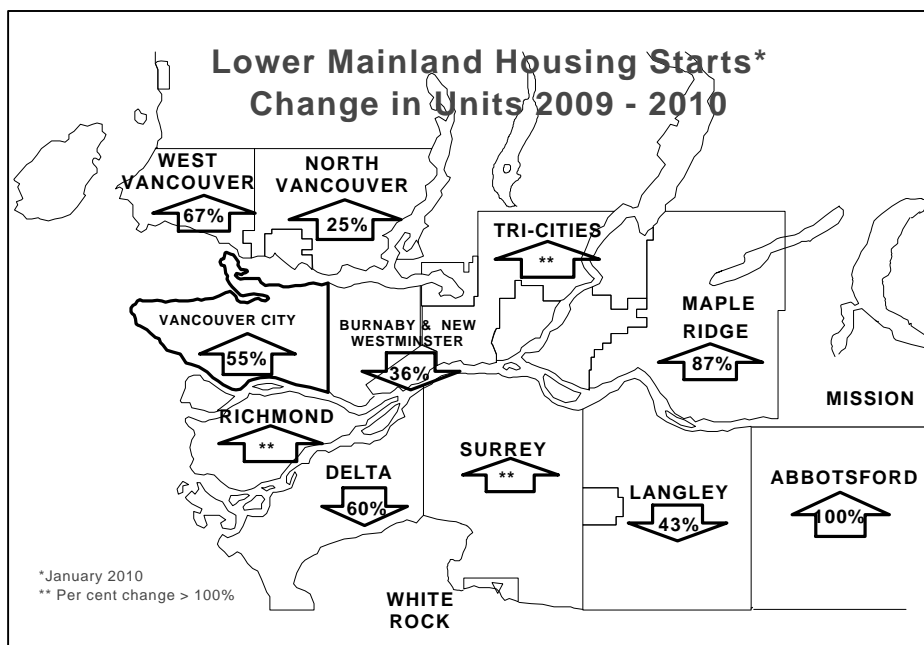 Lower Mainland Housing Starts*
Change in Units 2009 - 2010
WEST
VANCOUVER
67%
NORTH
VANCOUVER
25%
TRI-CITIES
**
VANCOUVER CITY
55%
BURNABY & NEW
WESTMINSTER
36%
MAPLE
RIDGE
87%
MISSION
RICHMOND
**
DELTA
60%
SURREY
**
LANGLEY
43%
ABBOTSFORD
100%
*January 2010
** Per cent change > 100%
WHITE
ROCK